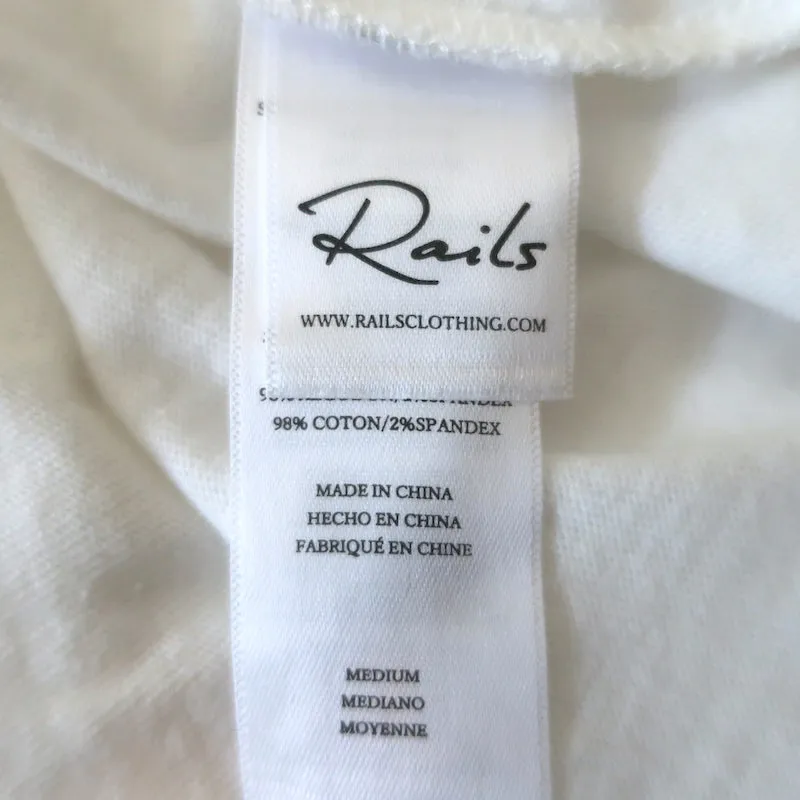 Rails
WWW.RAILSCLOTHING.COM
98% COTON/2%SPANDEX
MADE IN CHINA
HECHO EN CHINA
FABRIQUÉ EN CHINE
MEDIUM
MEDIANO
MOYENNE